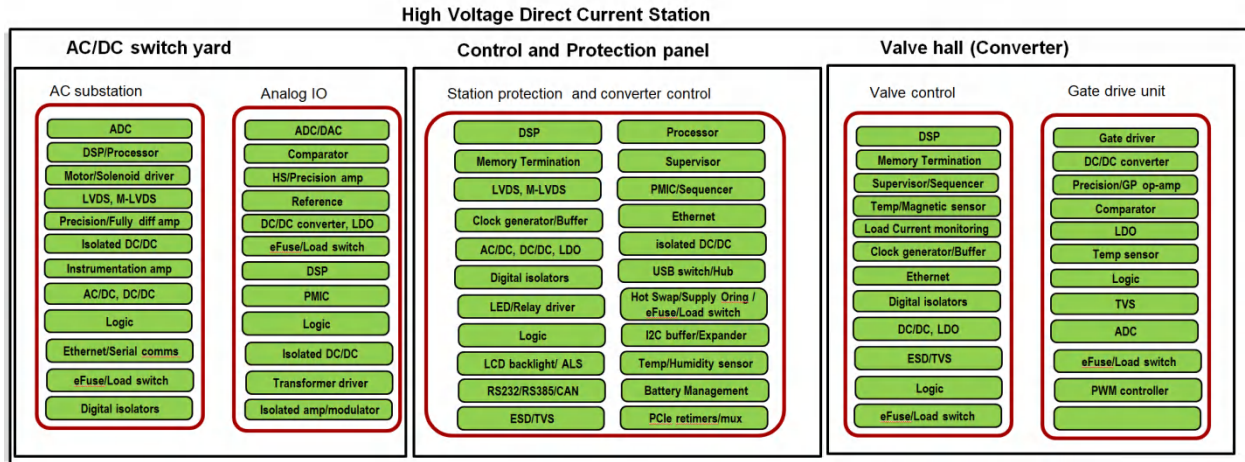 High Voltage Direct Current Station
AC/DC switch yard
AC substation
ADC
DSP/Processor
Motor/Solenoid driver
LVDS, M-LVDS
Precision/Fully diff amp
Isolated DC/DC
Instrumentation amp
AC/DC, DC/DC
Logic
Ethernet/Serial comms
eFuse/Load switch
Digital isolators
Analog IO
ADC/DAC
Comparator
HS/Precision amp
Reference
DC/DC converter, LDO
eFuse/Load switch
DSP
PMIC
Logic
Isolated DC/DC
Transformer driver
Isolated amp/modulator
Control and Protection panel
Station protection and converter control
DSP
Memory Termination
LVDS, M-LVDS
Clock generator/Buffer
AC/DC, DC/DC, LDO
Digital isolators
LED/Relay driver
Logic
LCD backlight/ ALS
RS232/RS385/CAN
ESD/TVS
Processor
Supervisor
PMIC/Sequencer
Ethernet
isolated DC/DC
USB switch/Hub
Hot Swap/Supply Oring /
eFuse/Load switch
I2C buffer/Expander
Temp/Humidity sensor
Battery Management
PCIe retimers/mux
Valve hall (Converter)
Valve control
DSP
Memory Termination
Supervisor/Sequencer
Temp/Magnetic sensor
Load Current monitoring
Clock generator/Buffer
Ethernet
Digital isolators
DC/DC, LDO
ESD/TVS
Logic
eFuse/Load switch
Gate drive unit
Gate driver
DC/DC converter
Precision/GP op-amp
Comparator
LDO
Temp sensor
Logic
TVS
ADC
eFuse/Load switch
PWM controller